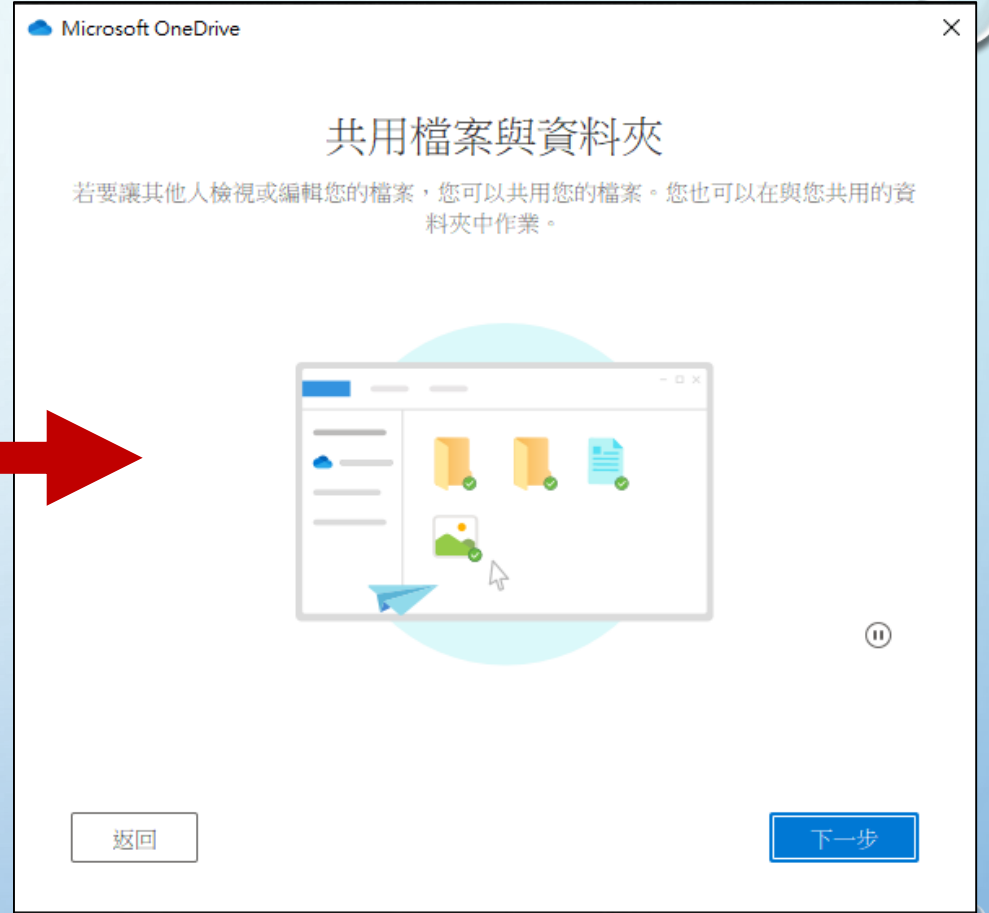 Microsoft OneDrive
共用檔案與資料夾
若要讓其他人檢視或編輯您的檔案，您可以共用您的檔案。您也可以在與您共用的資
料夾中作業。
返回
下一步